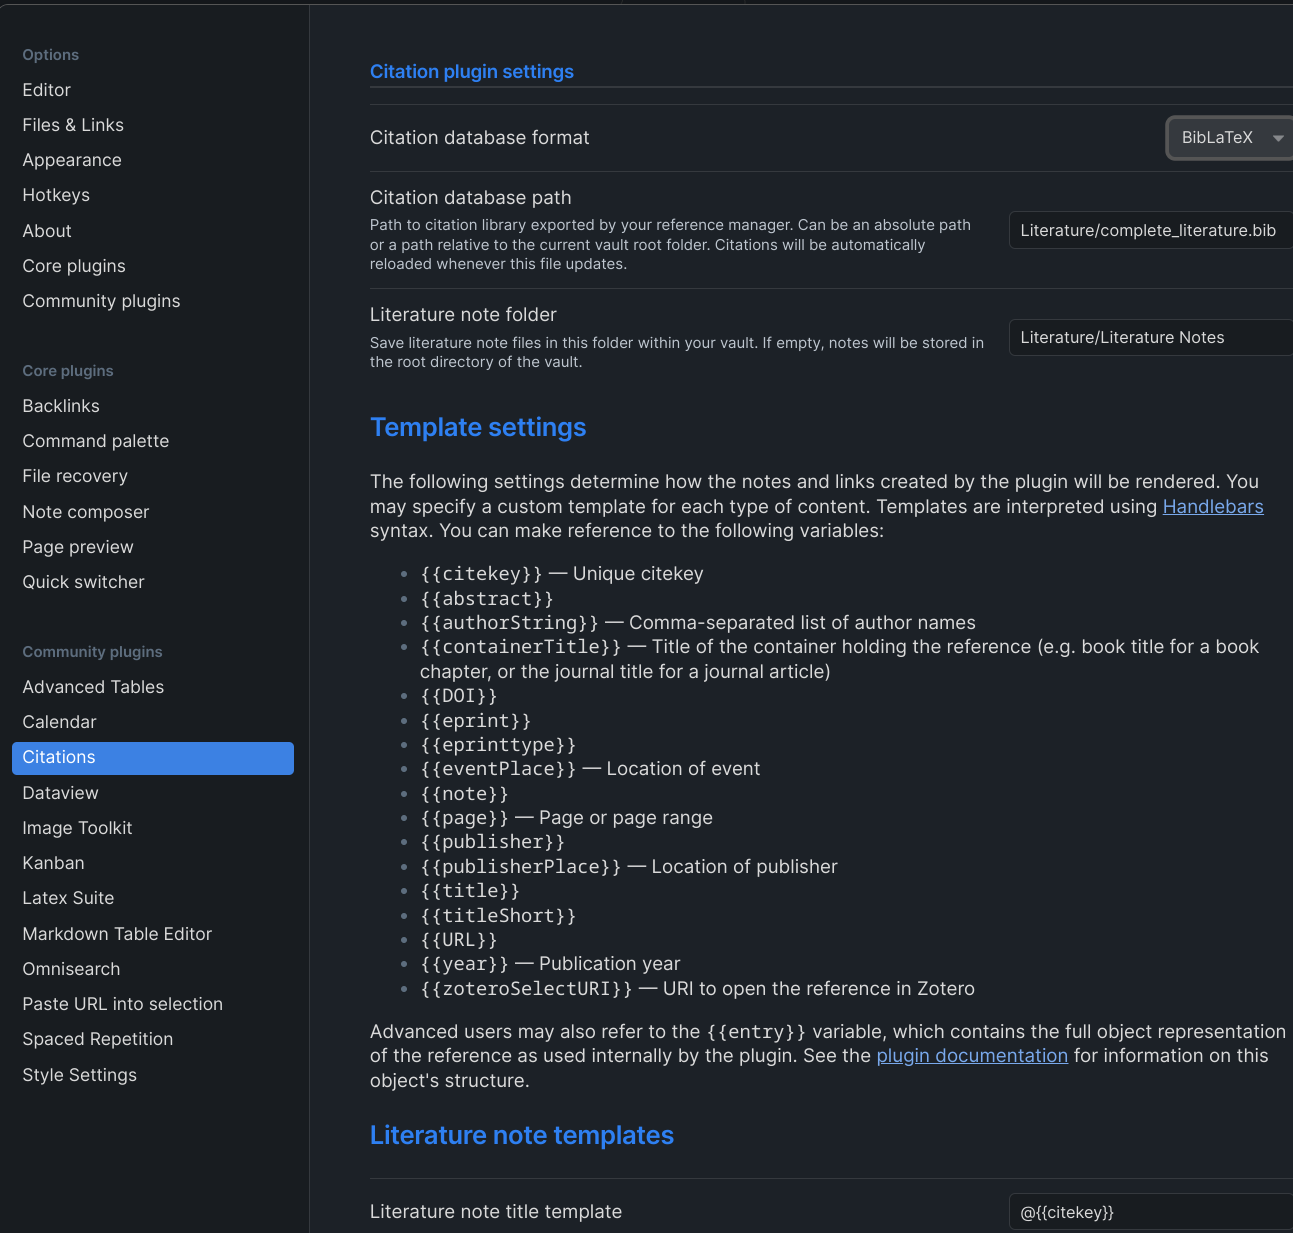 Options
Editor
Files & Links
Appearance
Hotkeys
About
Core plugins
Community plugins
Core plugins
Backlinks
Command palette
File recovery
Note composer
Page preview
Quick switcher
Community plugins
Advanced Tables
Calendar
Citations
Dataview
Image Toolkit
Kanban
Latex Suite
Markdown Table Editor
Omnisearch
Paste URL into selection
Spaced Repetition
Style Settings
Citation plugin settings
Citation database format
BibLaTeX
Citation database path
Path to citation library exported by your reference manager. Can be an absolute path
or a path relative to the current vault root folder. Citations will be automatically
reloaded whenever this file updates.
Literature/complete_literature.bib
Literature note folder
Save literature note files in this folder within your vault. If empty, notes will be stored in
the root directory of the vault.
Literature/Literature Notes
Template settings
The following settings determine how the notes and links created by the plugin will be rendered. You
may specify a custom template for each type of content. Templates are interpreted using Handlebars
syntax. You can make reference to the following variables:
• {{citekey}} — Unique citekey
• {{abstract}}
• {{authorString}} — Comma-separated list of author names
• {{containerTitle}} — Title of the container holding the reference (e.g. book title for a book
chapter, or the journal title for a journal article)
• {{DOI}}
• {{eprint}}
• {{eprinttype}}
• {{eventPlace}} — Location of event
• {{note}}
• {{page}} — Page or page range
• {{publisher}}
• {{publisherPlace}} — Location of publisher
• {{title}}
• {{titleShort}}
• {{URL}}
• {{year}} — Publication year
• {{zoteroSelectURI}} — URI to open the reference in Zotero
Advanced users may also refer to the {{entry}} variable, which contains the full object representation
of the reference as used internally by the plugin. See the plugin documentation for information on this
object's structure.
Literature note templates
Literature note title template
@{{citekey}}